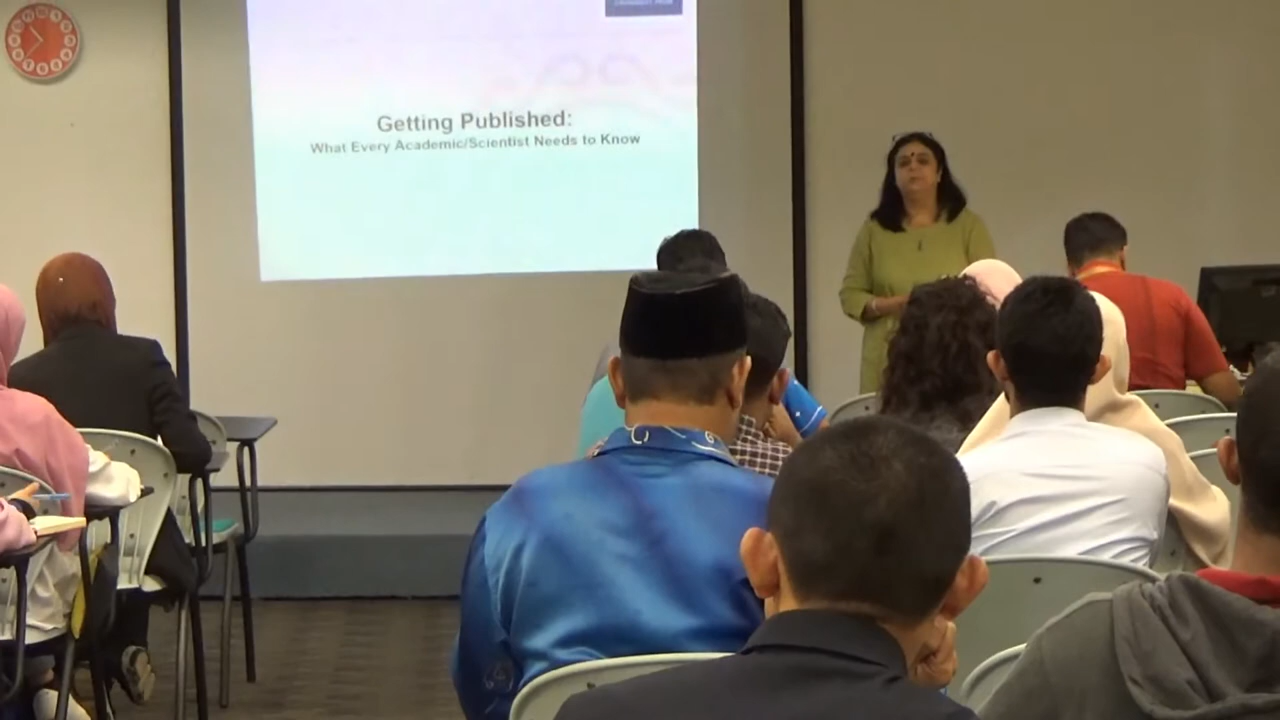 Getting Published:
What Every Academic/Scientist Needs to Know